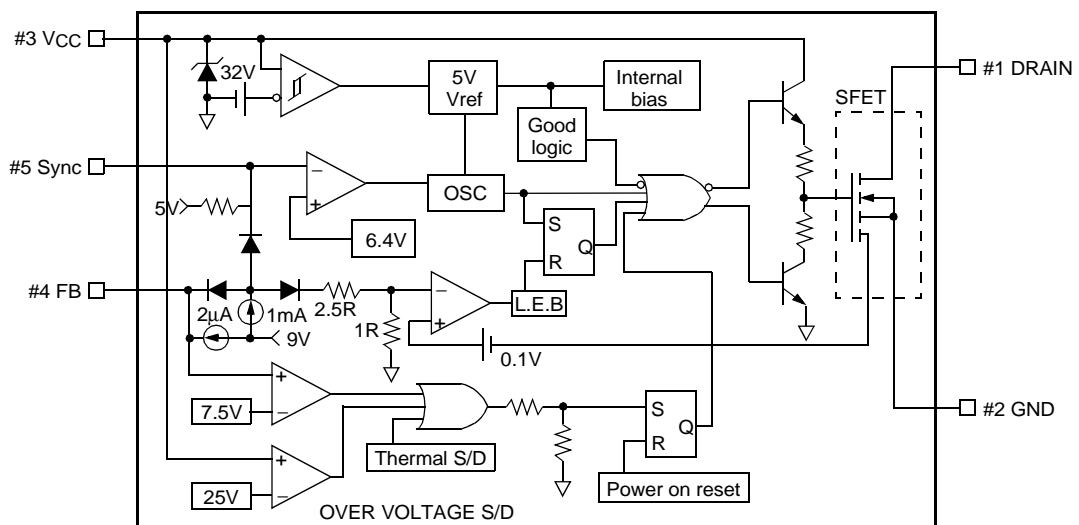 #3 VCC
32V
5V
Vref
Internal
bias
#1 DRAIN
SFET
Good
logic
#5 Sync
−
+
OSC
5V
6.4V
S
Q
R
#4 FB
2μA
1mA
9V
2.5R
1R
−
+
L.E.B
0.1V
+
−
7.5V
Thermal S/D
S
Q
R
#2 GND
+
−
25V
Power on reset
OVER VOLTAGE S/D